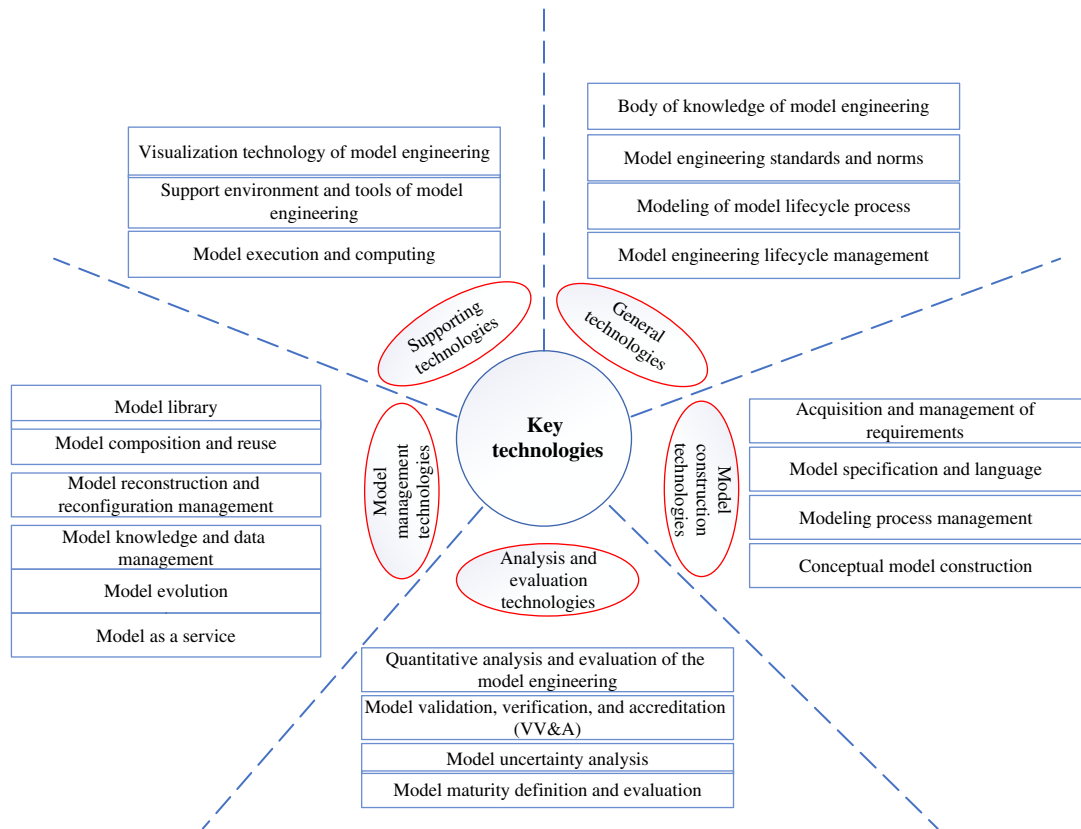 Body of knowledge of model engineering
Model engineering standards and norms
Modeling of model lifecycle process
Model engineering lifecycle management
Visualization technology of model engineering
Support environment and tools of model
engineering
Model execution and computing
Supporting
technologies
General
technologies
Key
technologies
Model library
Model composition and reuse
Model reconstruction and
reconfiguration management
Model knowledge and data
management
Model evolution
Model as a service
Model
management technologies
Model
construction
technologies
Acquisition and management of
requirements
Model specification and language
Modeling process management
Conceptual model construction
Analysis and
evaluation
technologies
Quantitative analysis and evaluation of the
model engineering
Model validation, verification, and accreditation
(VV&A)
Model uncertainty analysis
Model maturity definition and evaluation